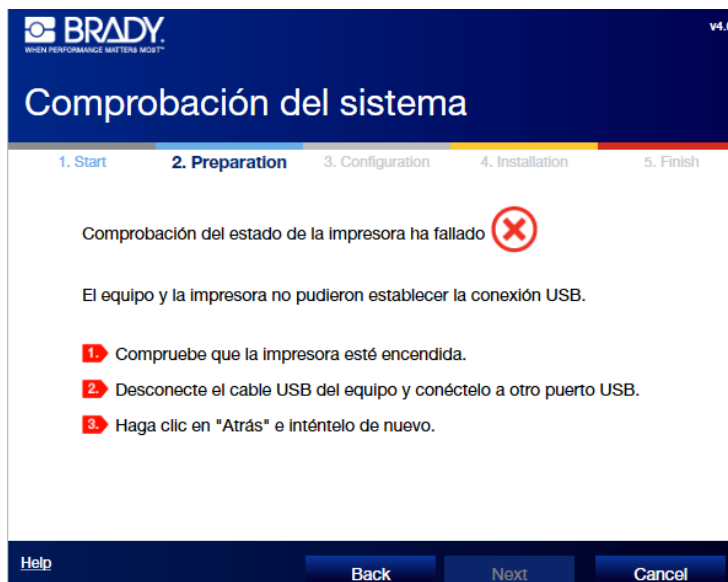 BRADY.
WHEN PERFORMANCE MATTERS MOST™
v4.
Comprobación del sistema
1. Start 2. Preparation 3. Configuration 4. Installation 5. Finish
Comprobación del estado de la impresora ha fallado
El equipo y la impresora no pudieron establecer la conexión USB.
1. Compruebe que la impresora esté encendida.
2. Desconecte el cable USB del equipo y conéctelo a otro puerto USB.
3. Haga clic en "Atrás" e inténtelo de nuevo.
Help Back Next Cancel